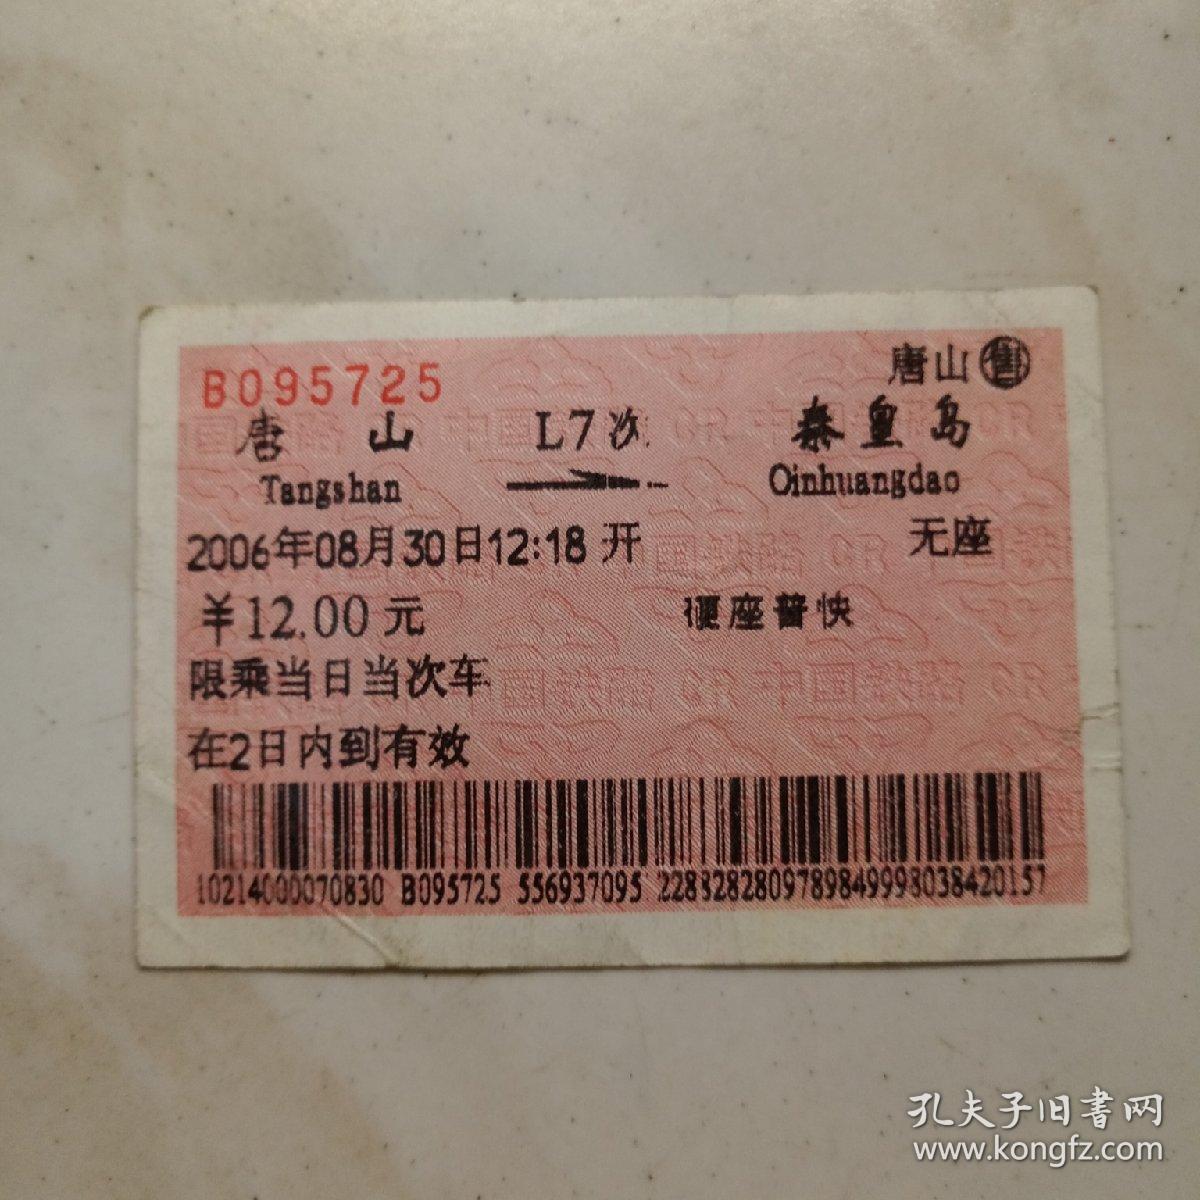 B095725
唐山售
唐山 L7次 秦皇岛
Tangshan Qinhuangdao
2006年08月30日12:18开 无座
￥12.00元 硬座普快
限乘当日当次车
在2日内到有效
10214000070830 B095725 556937095 22882828097898499980384 20157
孔夫子旧书网
www.kongfz.com